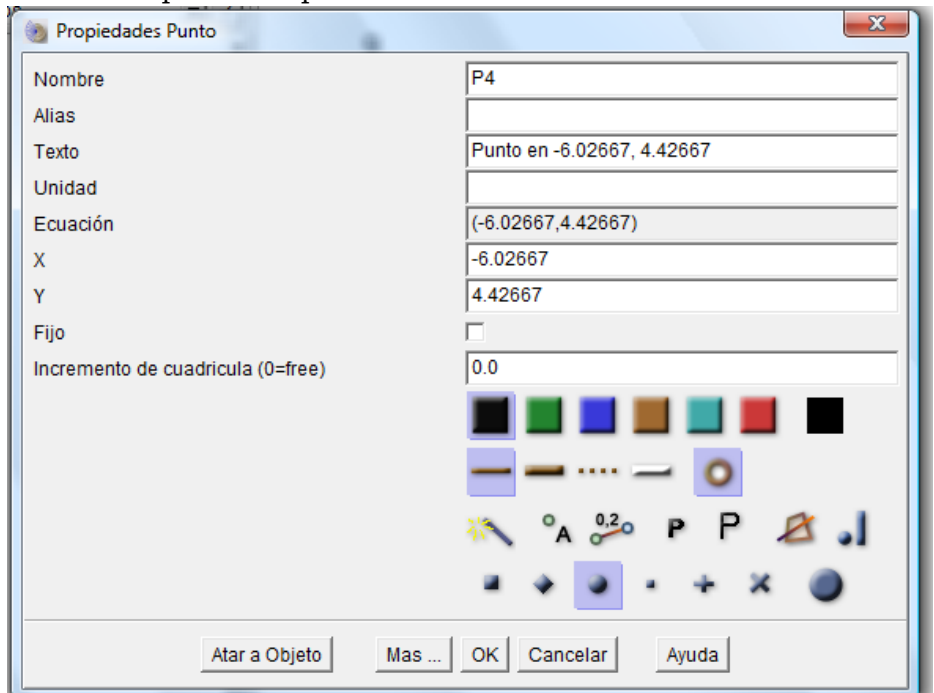 Propiedades Punto
Nombre P4
Alias
Texto Punto en -6.02667, 4.42667
Unidad
Ecuación (-6.02667,4.42667)
X -6.02667
Y 4.42667
Fijo
Incremento de cuadricula (0=free) 0.0
A 0,2 P P
Atar a Objeto Mas ... OK Cancelar Ayuda